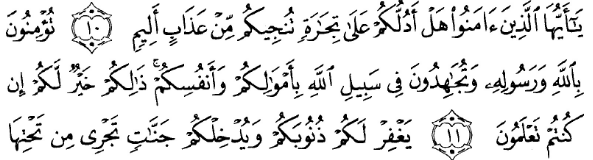 يَٰٓأَيُّهَا ٱلَّذِينَ ءَامَنُوا۟ هَلْ أَدُلُّكُمْ عَلَىٰ تِجَٰرَةٍ تُنجِيكُم مِّنْ عَذَابٍ أَلِيمٍ ١٠ تُؤْمِنُونَ
بِٱللَّهِ وَرَسُولِهِۦ وَتُجَٰهِدُونَ فِى سَبِيلِ ٱللَّهِ بِأَمْوَٰلِكُمْ وَأَنفُسِكُمْ ۚ ذَٰلِكُمْ خَيْرٌ لَّكُمْ إِن
كُنتُمْ تَعْلَمُونَ ١١ يَغْفِرْ لَكُمْ ذُنُوبَكُمْ وَيُدْخِلْكُمْ جَنَّٰتٍ تَجْرِى مِن تَحْتِهَا